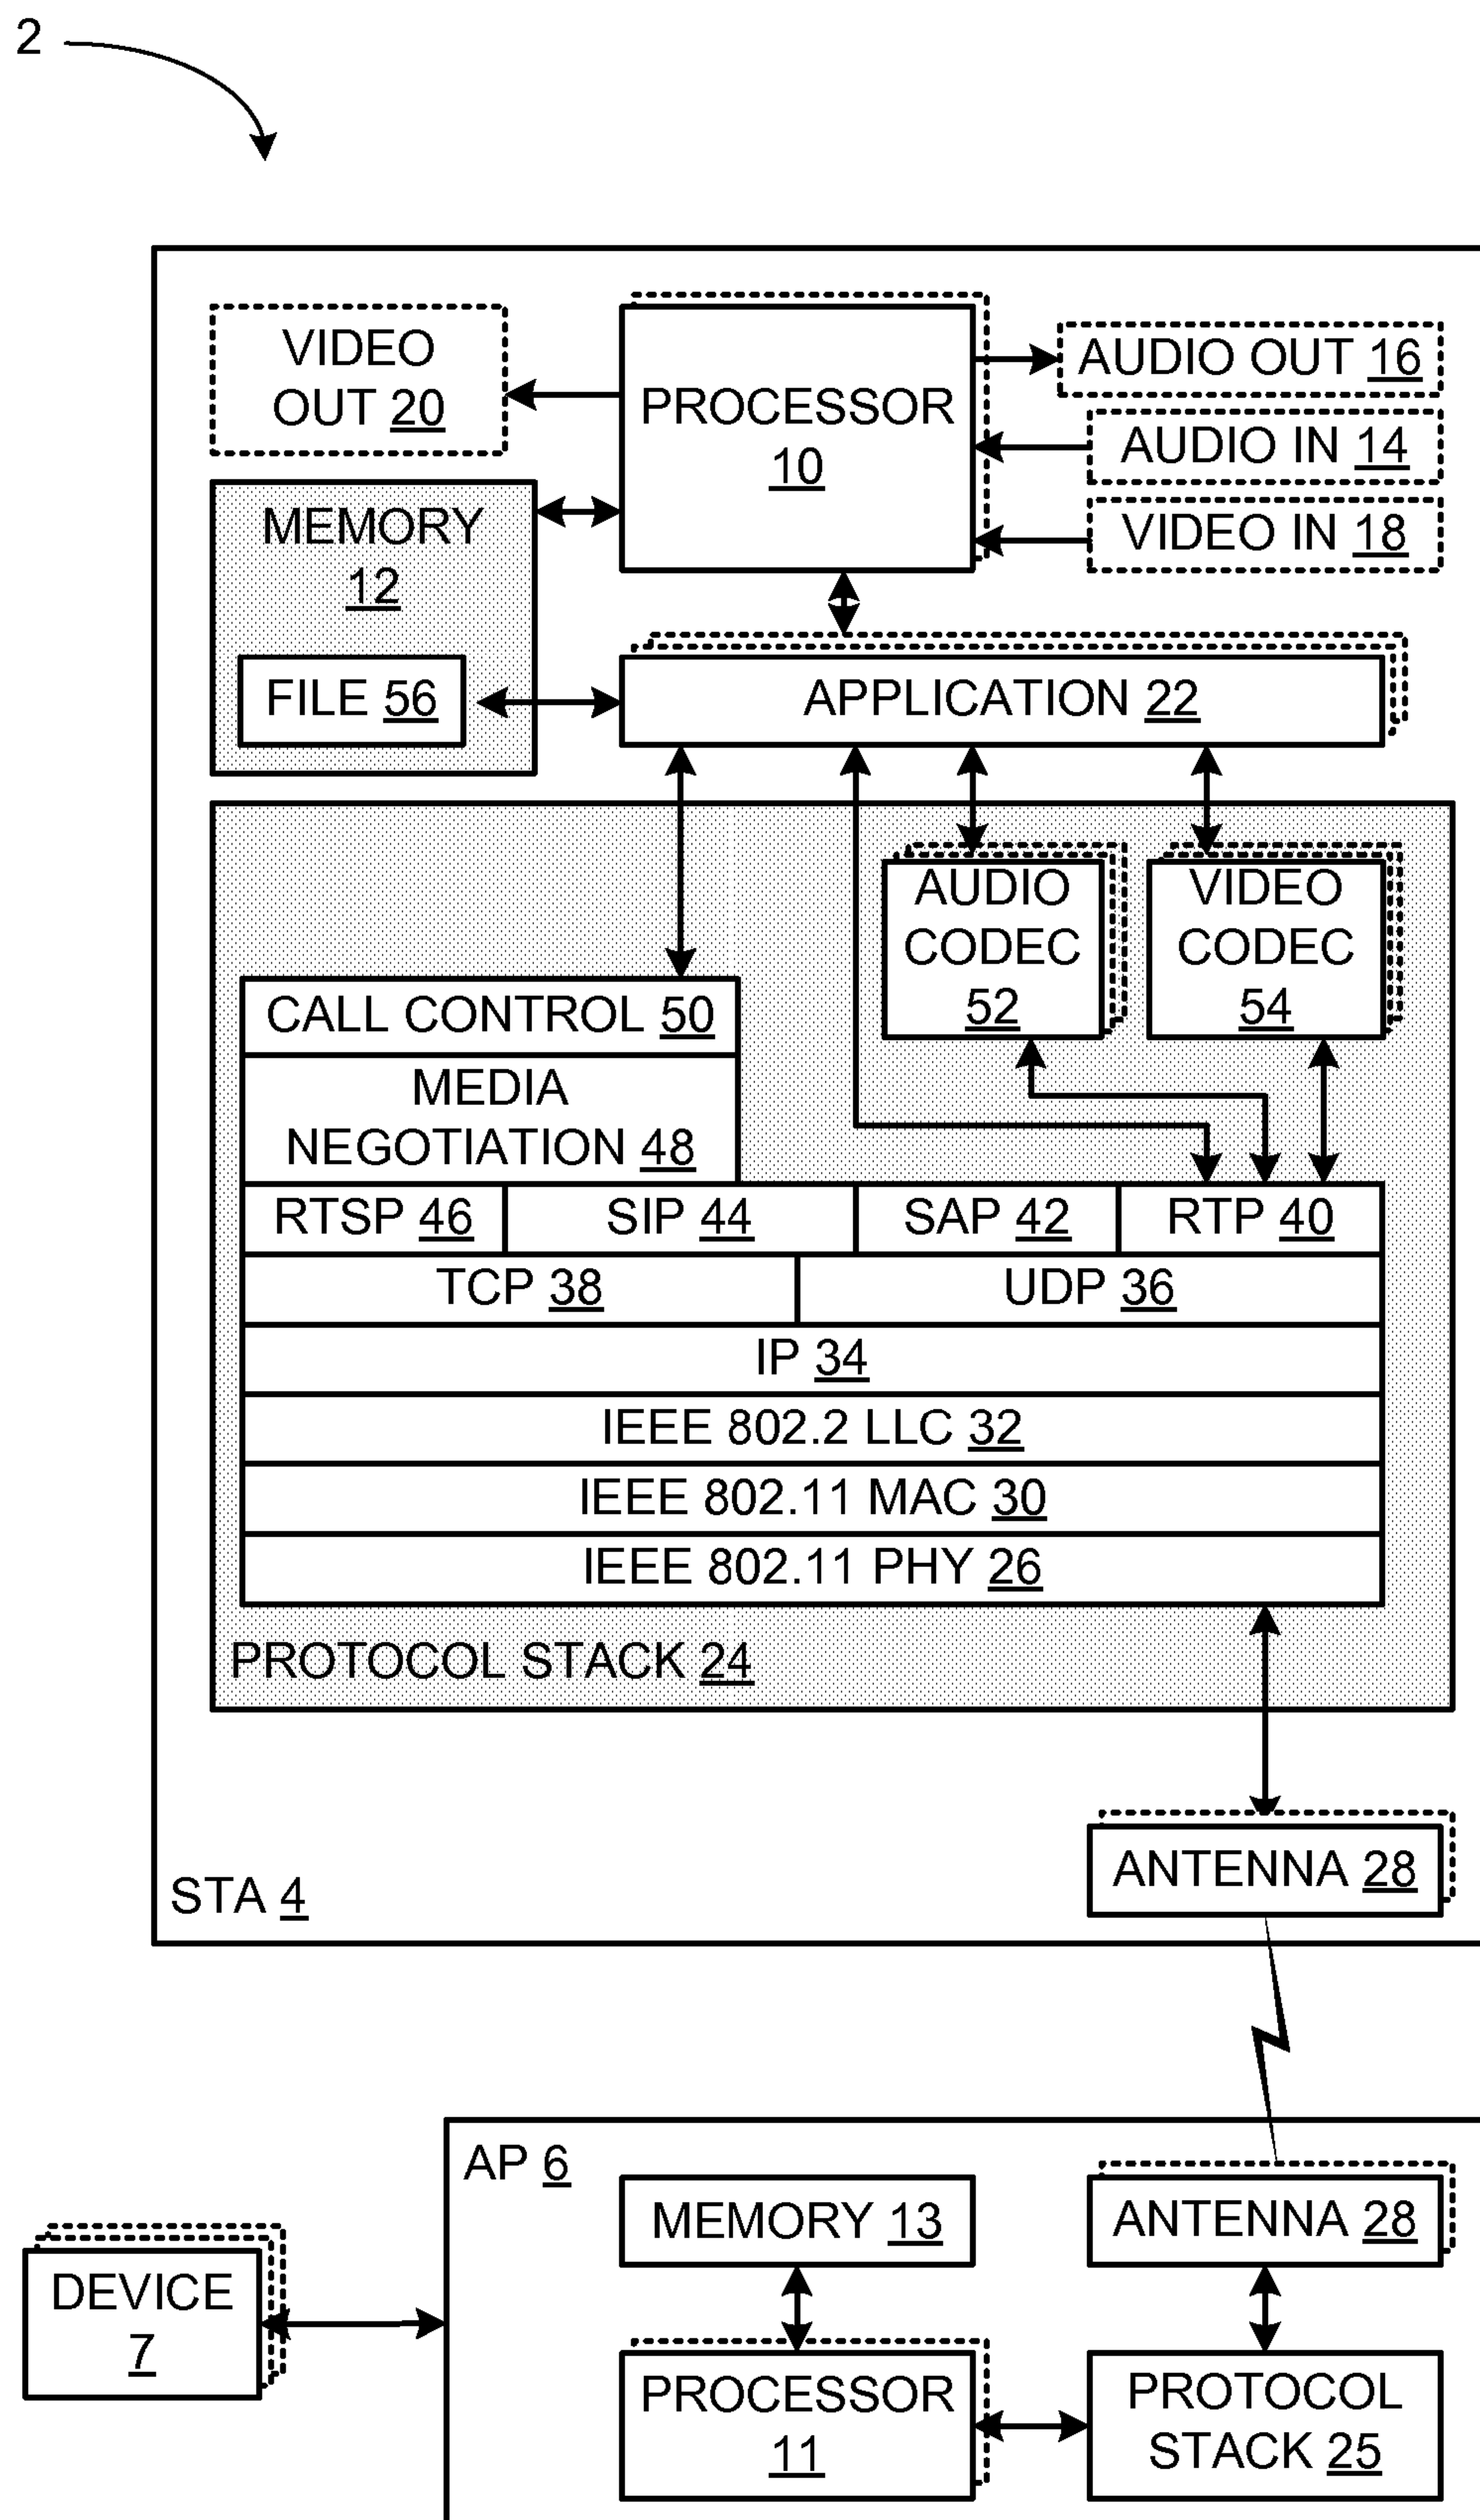 2
VIDEO
OUT 20
PROCESSOR
10
AUDIO OUT 16
AUDIO IN 14
VIDEO IN 18
MEMORY
12
FILE 56
APPLICATION 22
AUDIO
CODEC
52
VIDEO
CODEC
54
CALL CONTROL 50
MEDIA
NEGOTIATION 48
RTSP 46
SIP 44
SAP 42
RTP 40
TCP 38
UDP 36
IP 34
IEEE 802.2 LLC 32
IEEE 802.11 MAC 30
IEEE 802.11 PHY 26
PROTOCOL STACK 24
ANTENNA 28
STA 4
AP 6
MEMORY 13
ANTENNA 28
DEVICE
7
PROCESSOR
11
PROTOCOL
STACK 25